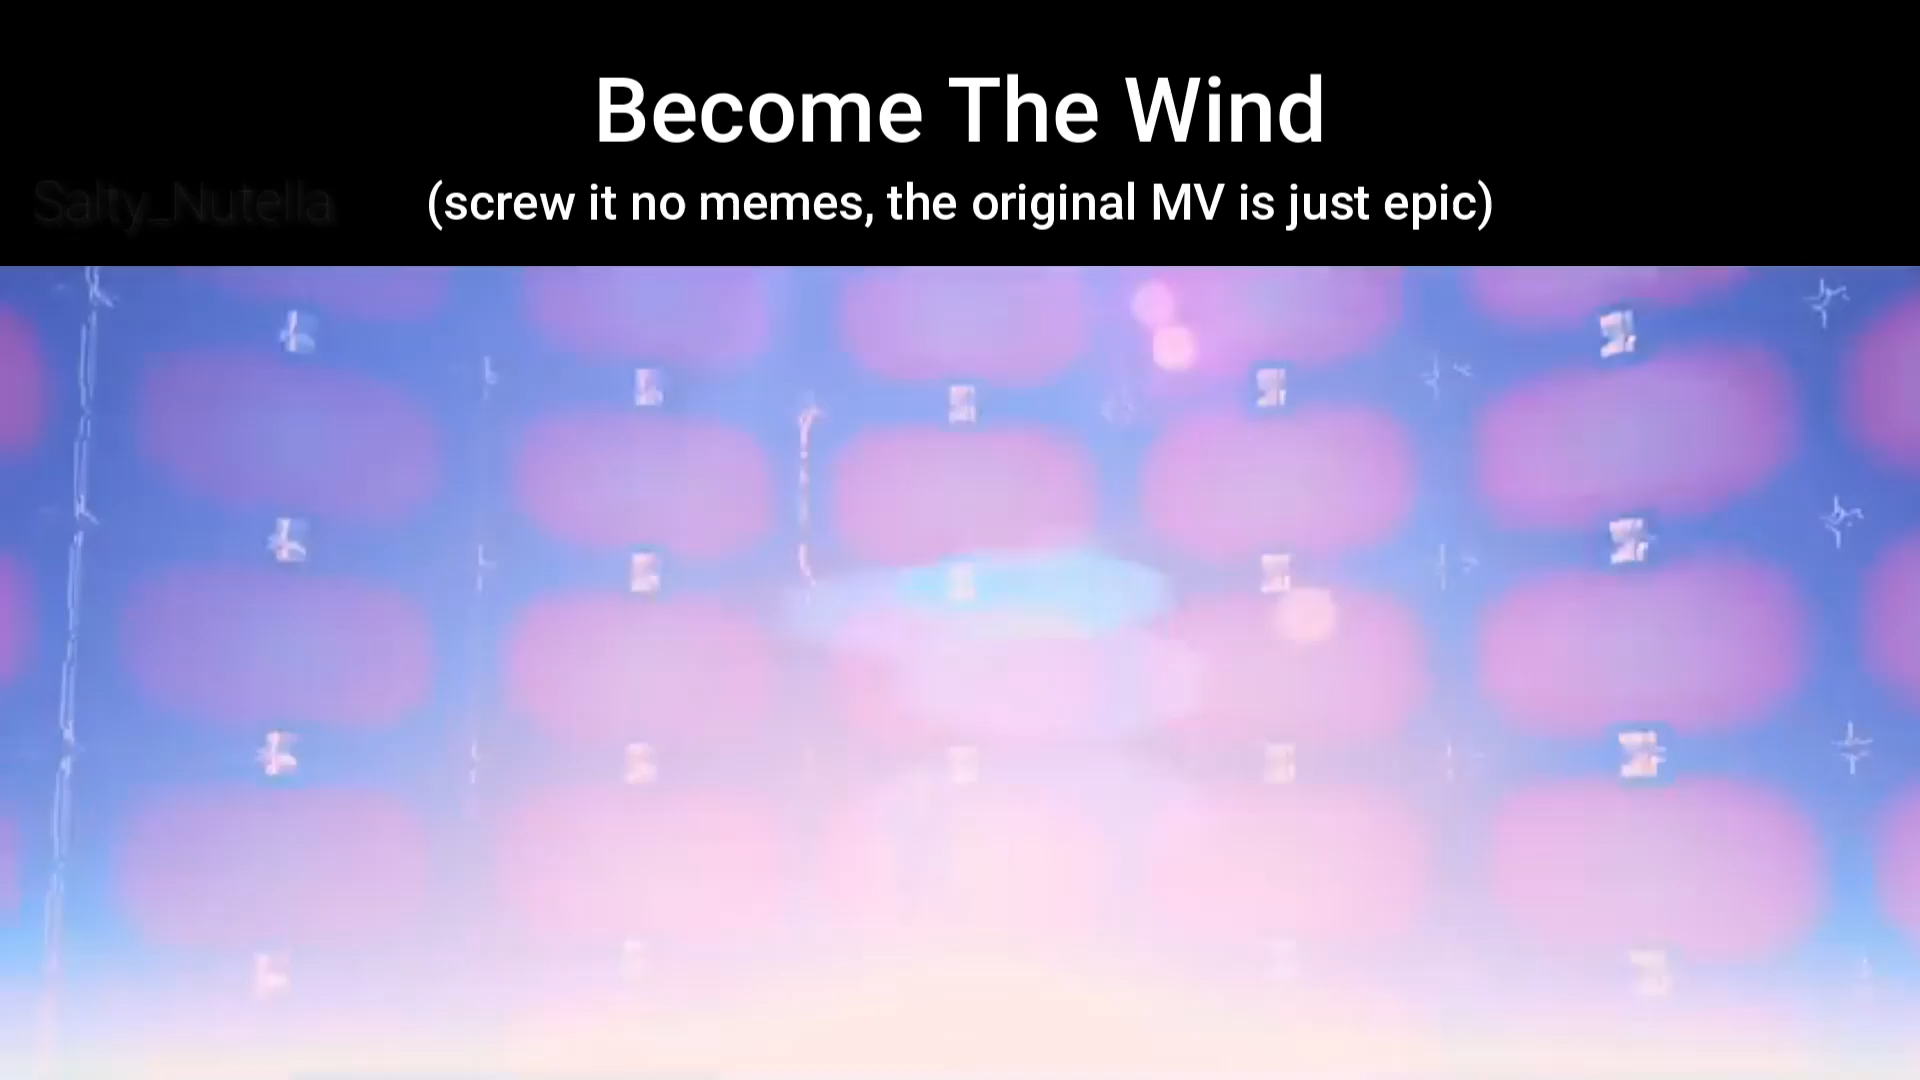 Become The Wind
Salty_Nutella
(screw it no memes, the original MV is just epic)